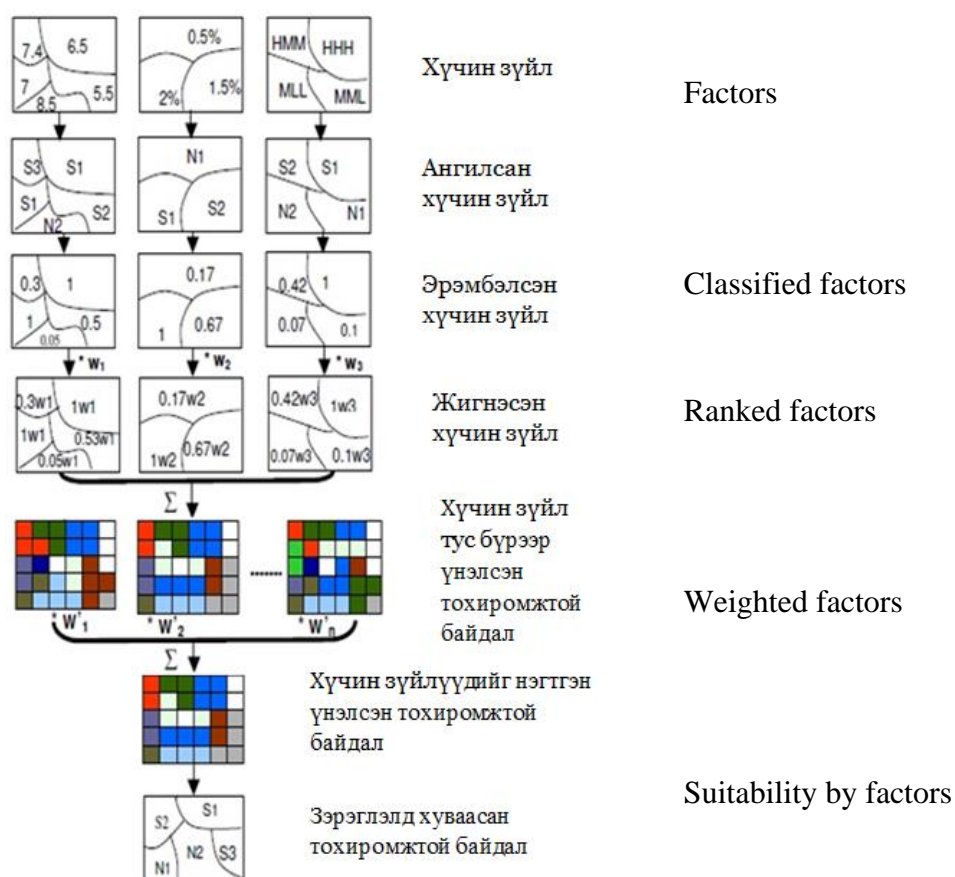 7.4 6.5 0.5% HMM HHH
Хүчин зүйл
7 5.5 2% 1.5% MLL MML
8.5
Factors
S3 S1 N1 S2 S1
Ангилсан
хүчин зүйл
S1 S2 S1 S2 N2 N1
N2
0.3 1 0.17 0.42 1
Эрэмбэлсэн
хүчин зүйл
Classified factors
1 0.5 1 0.67 0.07 0.1
0.05
* w1 * w2 * w3
0.3w1 1w1 0.17w2 0.42w3 1w3
Жигнэсэн
хүчин зүйл
Ranked factors
1w1 0.53w1 1w2 0.67w2 0.07w3 0.1w3
0.05w1
Σ
Хүчин зүйл
тус бүрээр
үнэлсэн
тохиромжтой
байдал
.......
Weighted factors
* w'1 * w'2 * w'n
Σ
Хүчин зүйлүүдийг нэгтгэн
үнэлсэн тохиромжтой
байдал
Suitability by factors
S2 S1
N1 N2 S3
Зэрэглэлд хуваасан
тохиромжтой байдал